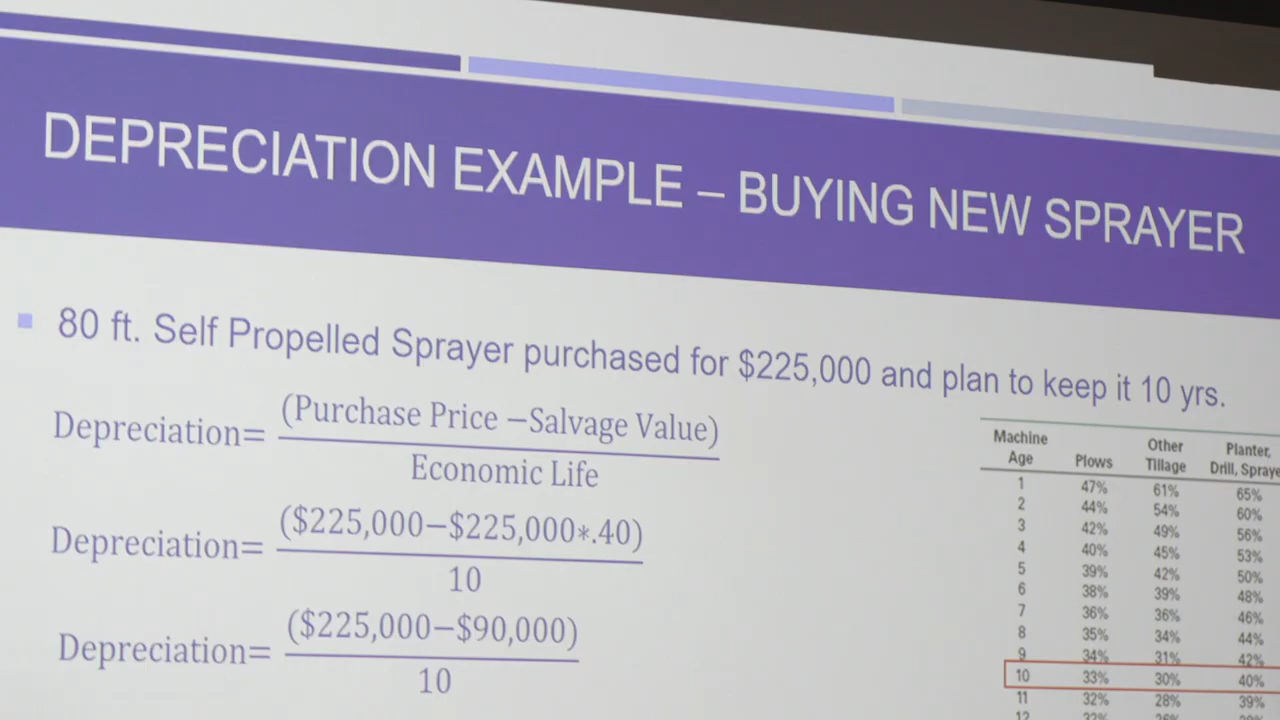 DEPRECIATION EXAMPLE – BUYING NEW SPRAYER
80 ft. Self Propelled Sprayer purchased for $225,000 and plan to keep it 10 yrs.
Depreciation= (Purchase Price –Salvage Value)
Economic Life
Depreciation= ($225,000–$225,000*.40)
10
Depreciation= ($225,000–$90,000)
10
Machine Age Plows Other Tillage Planter, Drill, Spraye
1 47% 61% 65%
2 44% 54% 60%
3 42% 49% 56%
4 40% 45% 53%
5 39% 42% 50%
6 38% 39% 48%
7 36% 36% 46%
8 35% 34% 44%
9 34% 31% 42%
10 33% 30% 40%
11 32% 28% 39%
12